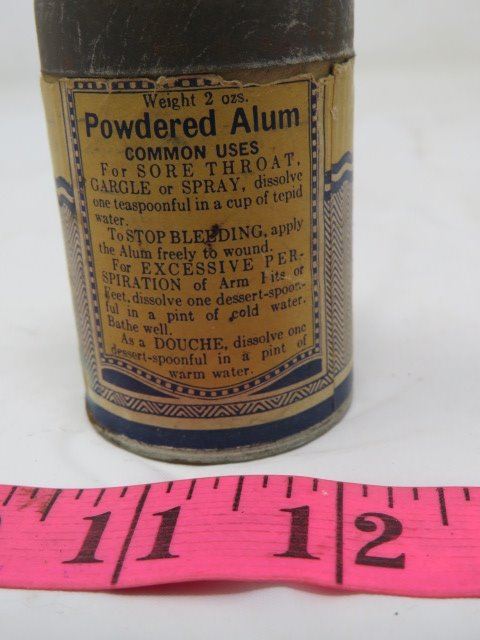 Weight 2 ozs.
Powdered Alum
COMMON USES
For SORE THROAT,
GARGLE or SPRAY, dissolve
one teaspoonful in a cup of tepid
water.
To STOP BLEEDING, apply
the Alum freely to wound.
For EXCESSIVE PER-
SPIRATION of Arm Pits or
Feet, dissolve one dessert-spoon-
ful in a pint of cold water.
Bathe well.
As a DOUCHE, dissolve one
dessert-spoonful in a pint of
warm water.
11 1 12